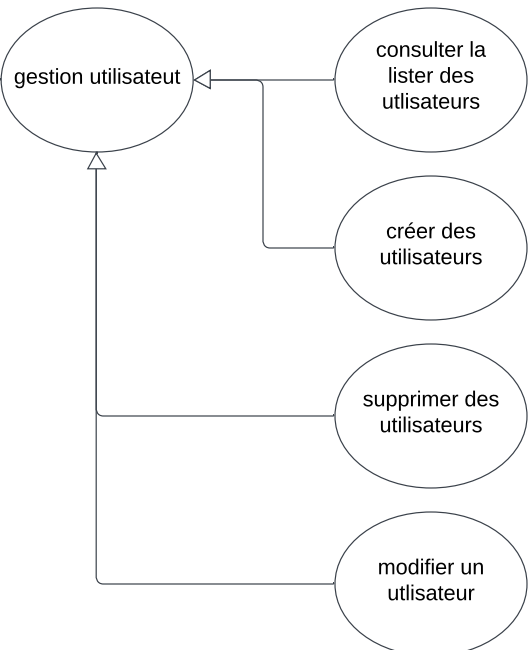 gestion utilisateut
consulter la
lister des
utlisateurs
créer des
utilisateurs
supprimer des
utilisateurs
modifier un
utlisateur